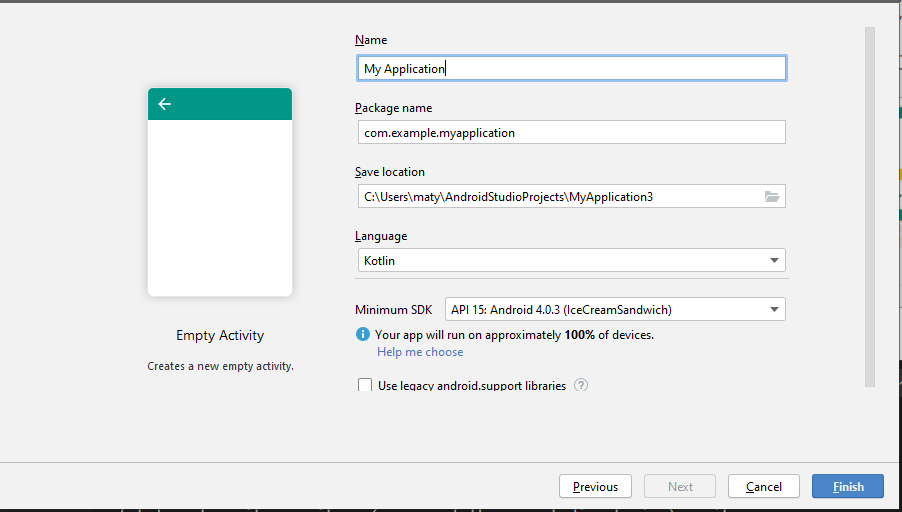 Name
My Application
Package name
com.example.myapplication
Save location
C:\Users\maty\AndroidStudioProjects\MyApplication3
Language
Kotlin
Minimum SDK API 15: Android 4.0.3 (IceCreamSandwich)
Your app will run on approximately 100% of devices.
Help me choose
Use legacy android.support libraries ?
Empty Activity
Creates a new empty activity.
Previous Next Cancel Finish